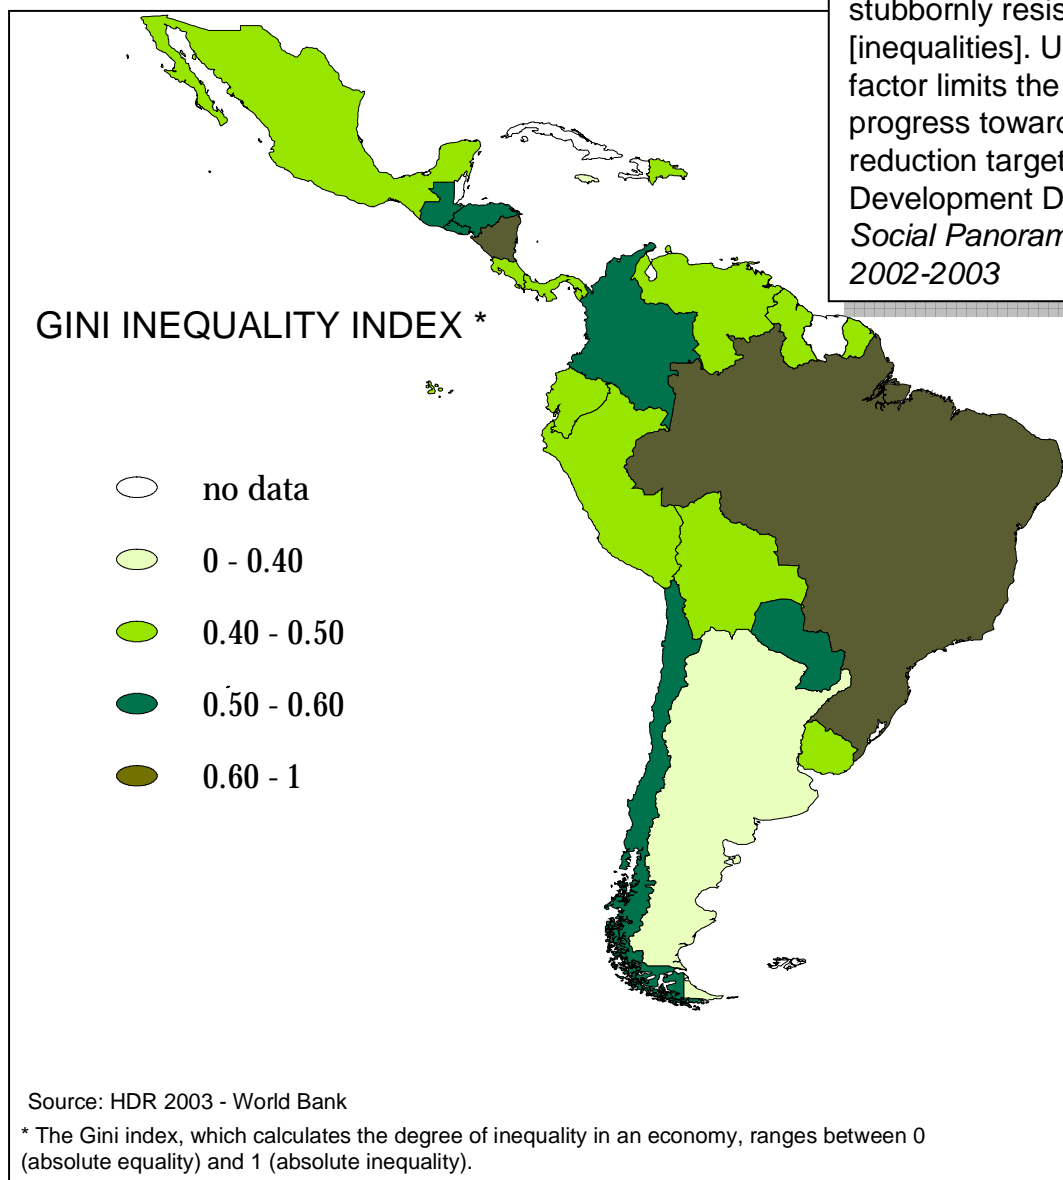 stubbornly resis
[inequalities]. U
factor limits the
progress toward
reduction target
Development D
Social Panoram
2002-2003
GINI INEQUALITY INDEX *
no data
0 - 0.40
0.40 - 0.50
0.50 - 0.60
0.60 - 1
Source: HDR 2003 - World Bank
* The Gini index, which calculates the degree of inequality in an economy, ranges between 0
(absolute equality) and 1 (absolute inequality).